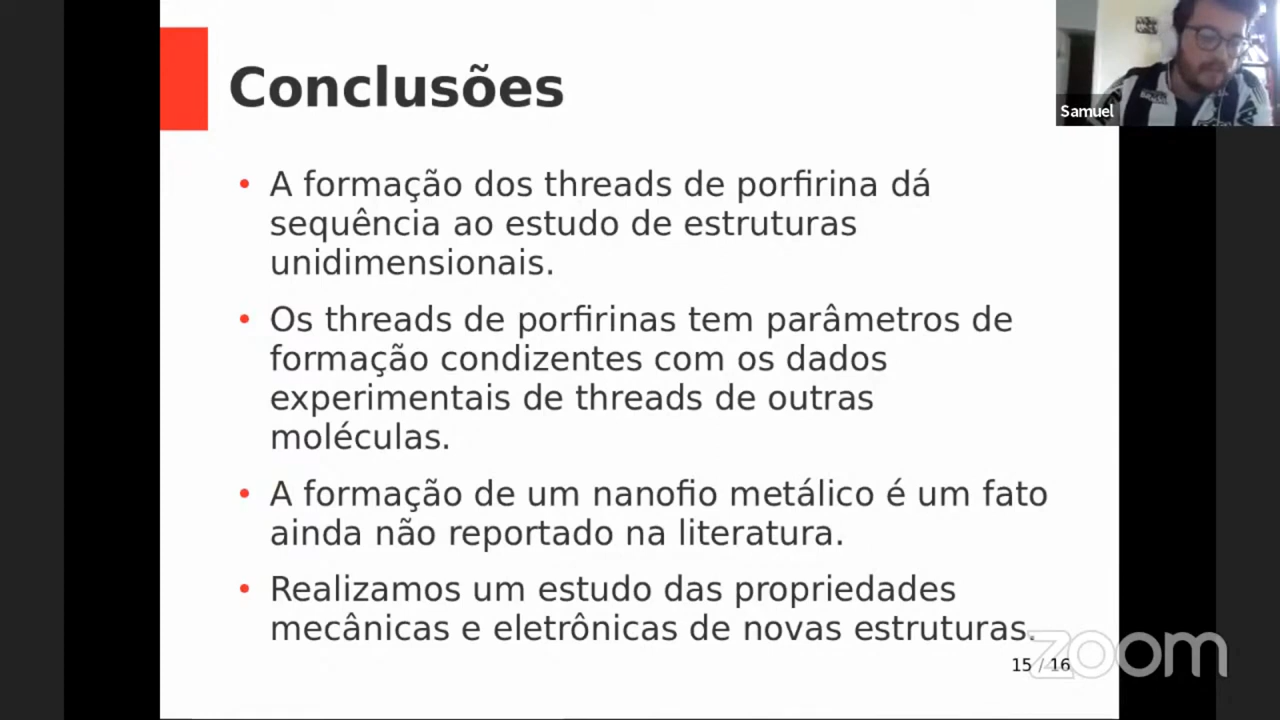 Conclusões
Samuel
• A formação dos threads de porfirina dá
sequência ao estudo de estruturas
unidimensionais.
• Os threads de porfirinas tem parâmetros de
formação condizentes com os dados
experimentais de threads de outras
moléculas.
• A formação de um nanofio metálico é um fato
ainda não reportado na literatura.
• Realizamos um estudo das propriedades
mecânicas e eletrônicas de novas estruturas.
15 / 16
zoom